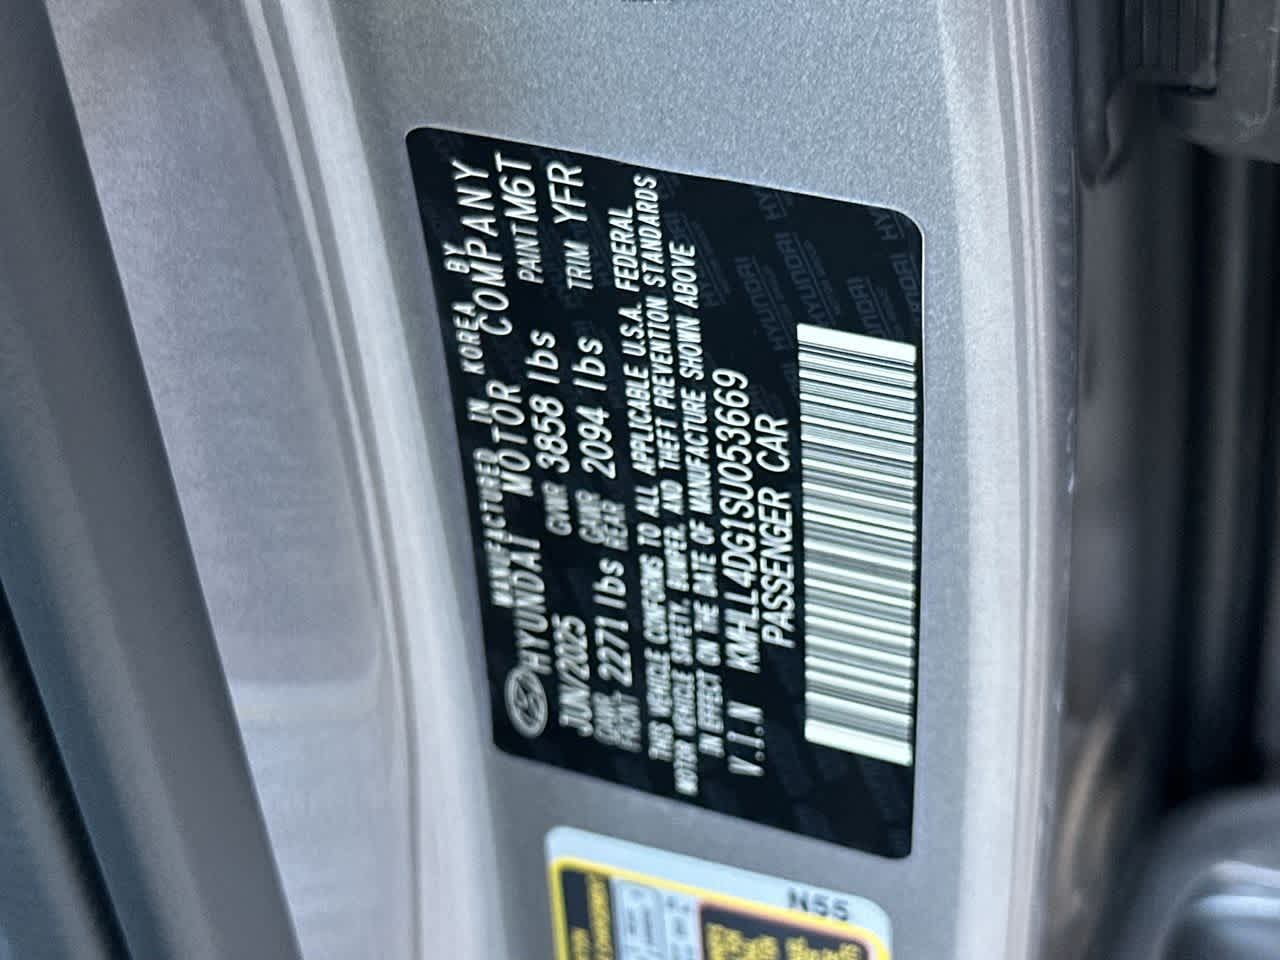 MANUFACTURED IN KOREA BY
HYUNDAI MOTOR COMPANY
JUN/2025 GVWR 3858 lbs PAINT M6T
GAWR FRONT 2271 lbs GAWR REAR 2094 lbs TRIM YFR
THIS VEHICLE CONFORMS TO ALL APPLICABLE U.S.A. FEDERAL
MOTOR VEHICLE SAFETY, BUMPER, AND THEFT PREVENTION STANDARDS
IN EFFECT ON THE DATE OF MANUFACTURE SHOWN ABOVE
V.I.N KMHLL4DG1SU053669
PASSENGER CAR
HYUNDAI
HYUNDAI
N55